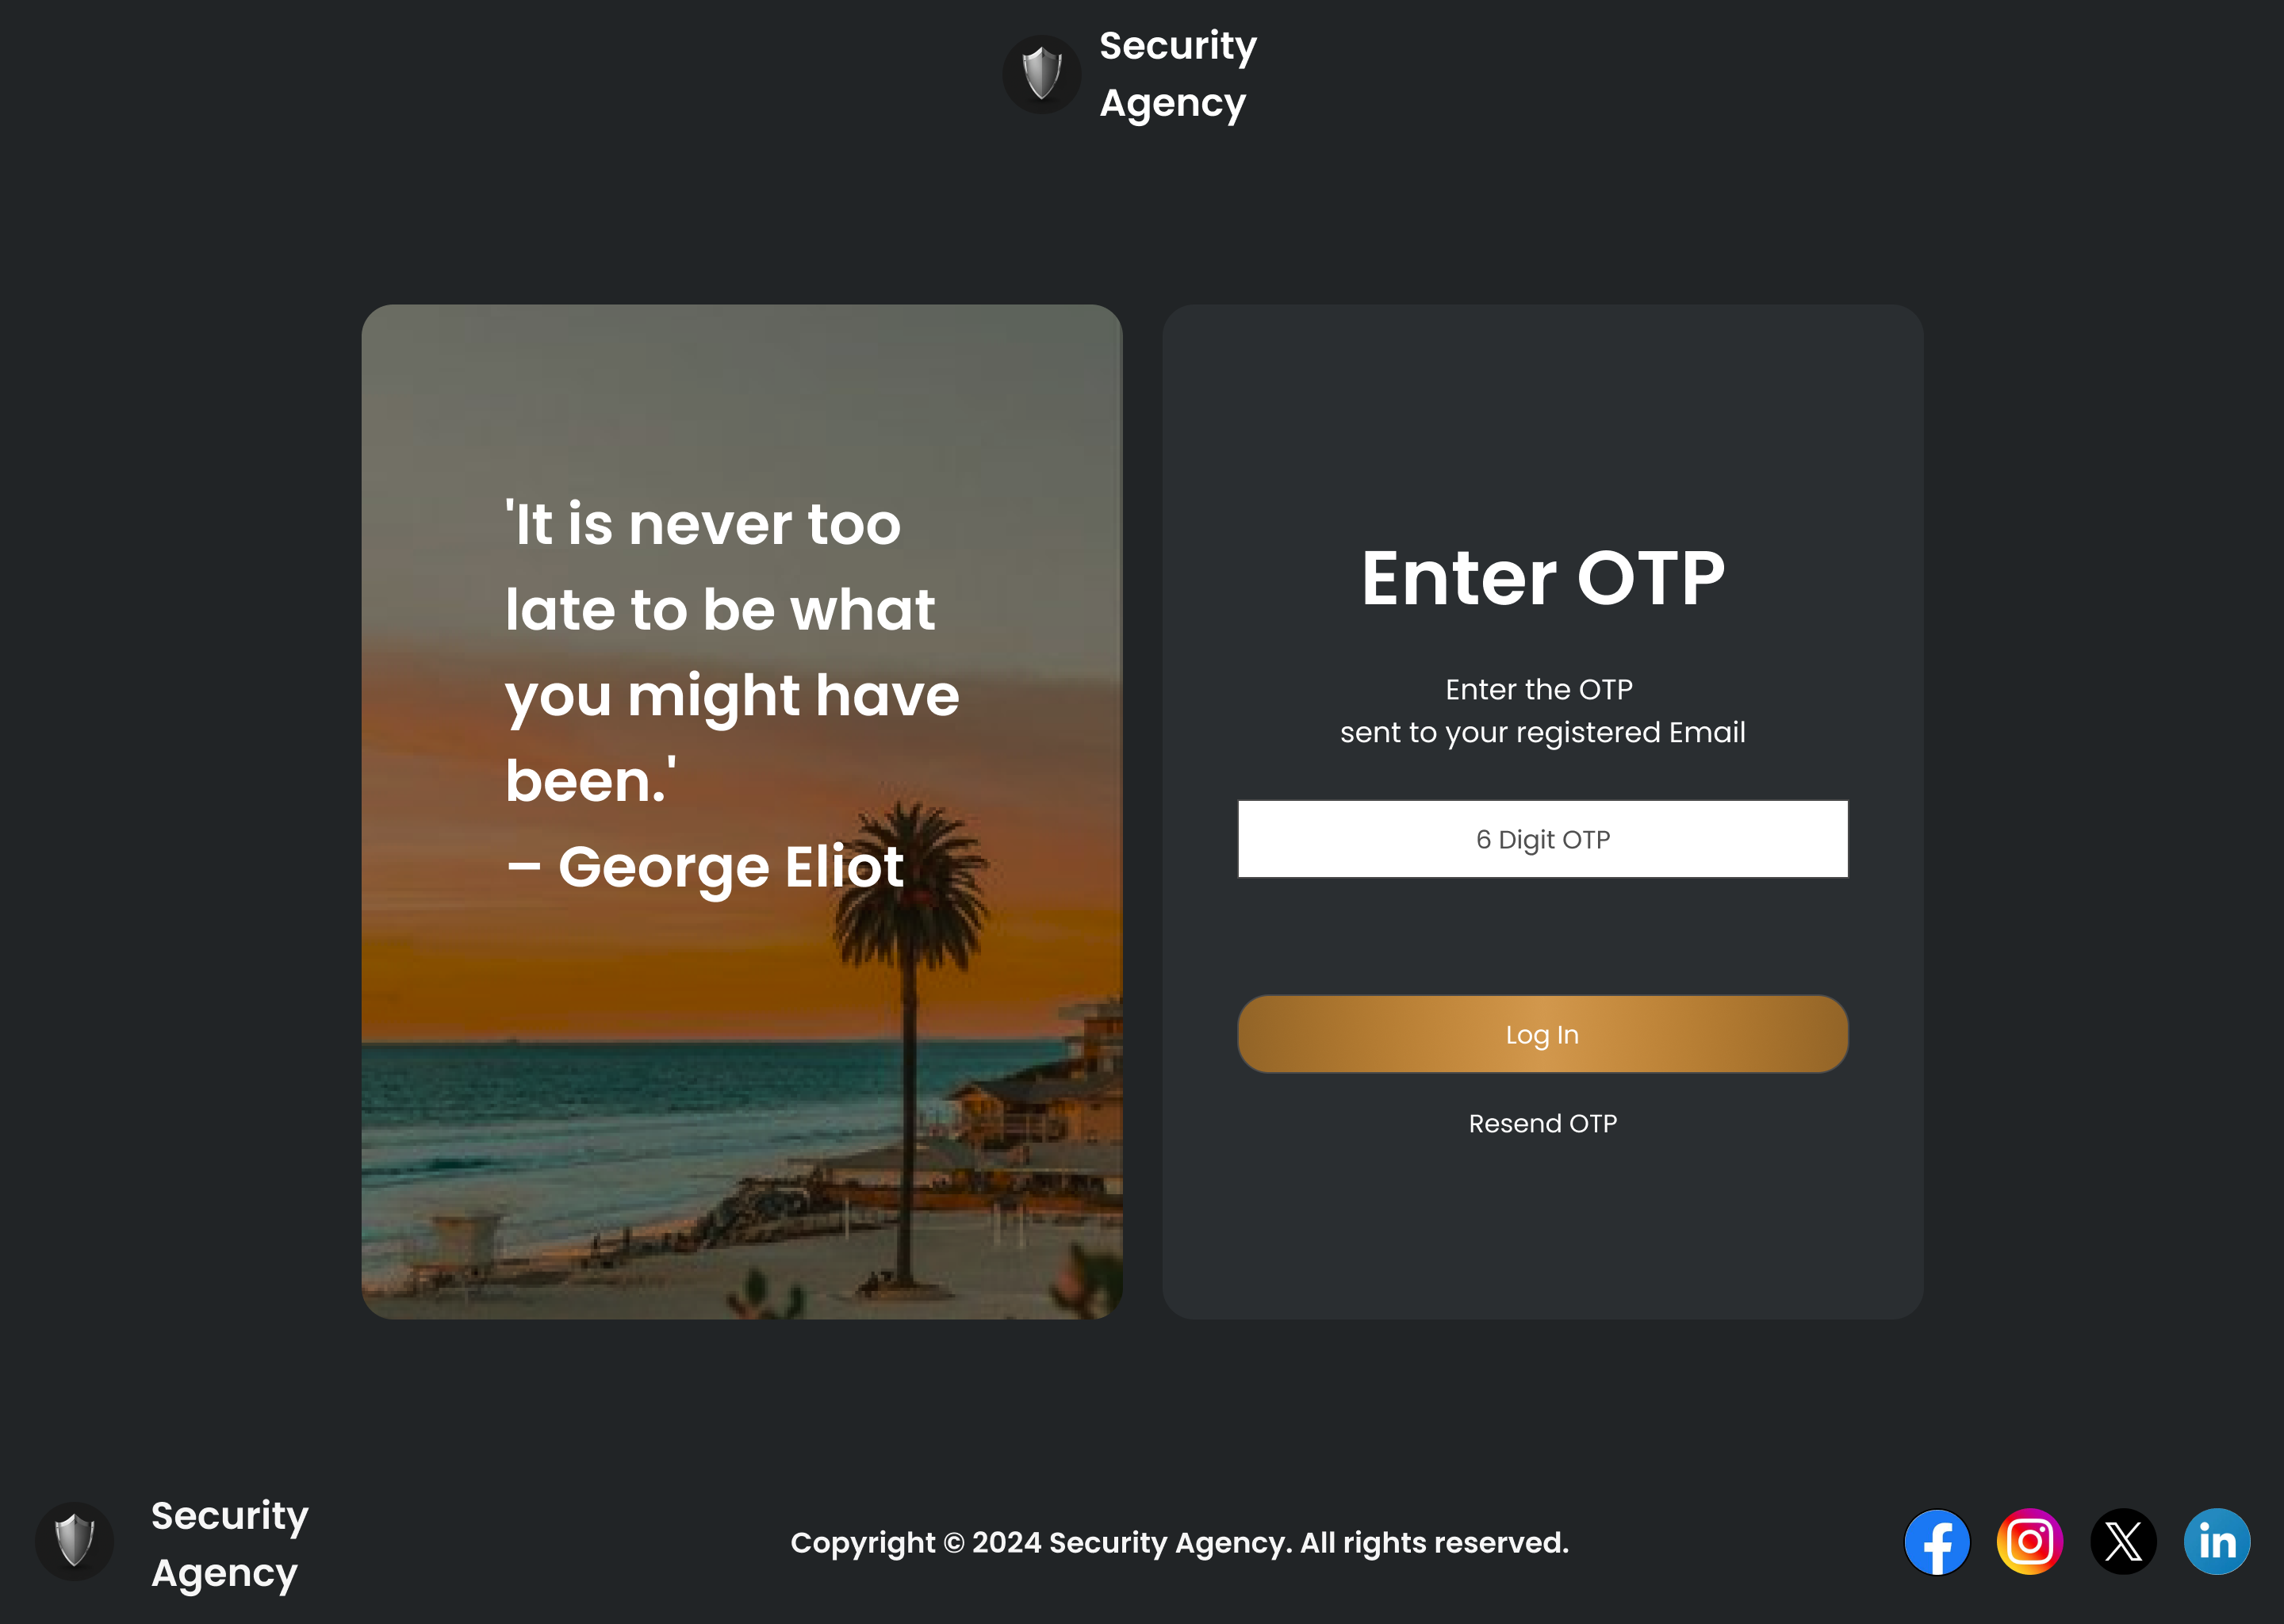 Security
Agency
'It is never too
late to be what
you might have
been.'
– George Eliot
Enter OTP
Enter the OTP
sent to your registered Email
6 Digit OTP
Log In
Resend OTP
Security
Agency
Copyright © 2024 Security Agency. All rights reserved.
in